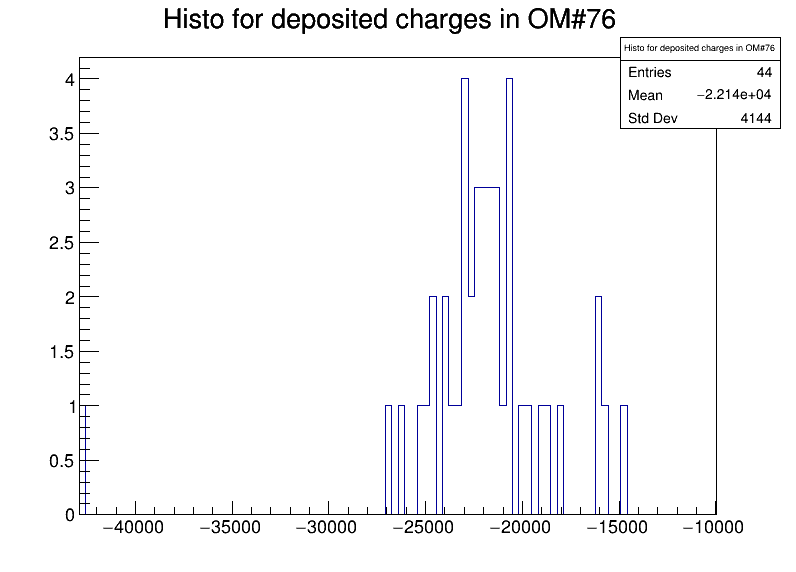 Histo for deposited charges in OM#76
Histo for deposited charges in OM#76
Entries 44
Mean −2.214e+04
Std Dev 4144
4
3.5
3
2.5
2
1.5
1
0.5
0
−40000 −35000 −30000 −25000 −20000 −15000 −10000